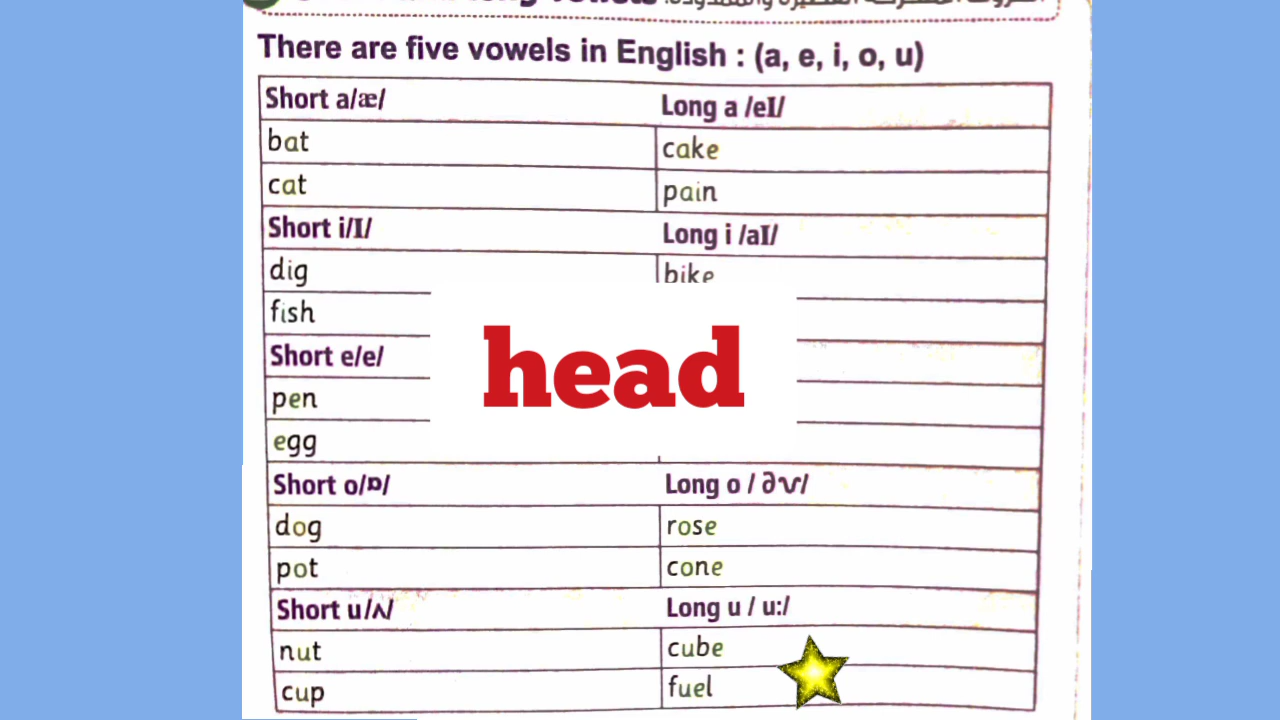 There are five vowels in English : (a, e, i, o, u)
Short a/æ/ Long a /eI/
bat cake
cat pain
Short i/I/ Long i /aI/
dig bike
fish
Short e/e/
head
pen
egg
Short o/ɒ/ Long o / əʊ/
dog rose
pot cone
Short u/ʌ/ Long u / u:/
nut cube
cup fuel